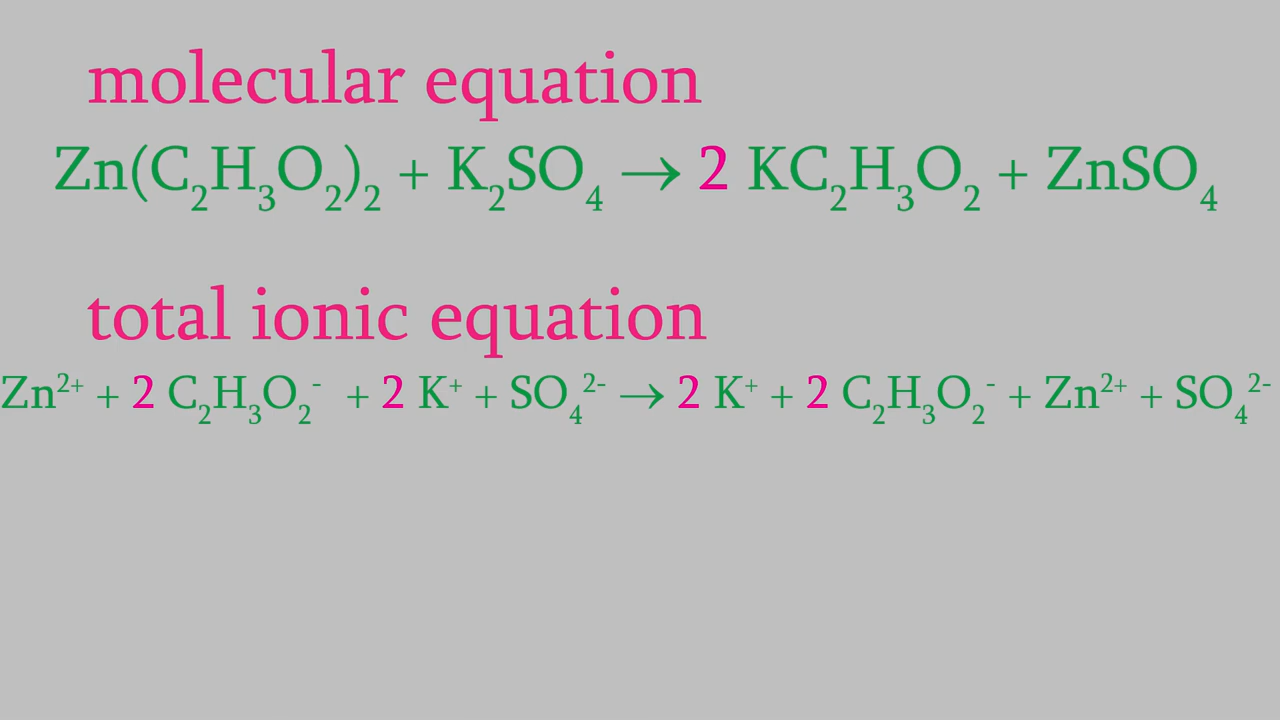 molecular equation
Zn(C₂H₃O₂)₂ + K₂SO₄ → 2 KC₂H₃O₂ + ZnSO₄
total ionic equation
Zn²⁺ + 2 C₂H₃O₂⁻ + 2 K⁺ + SO₄²⁻ → 2 K⁺ + 2 C₂H₃O₂⁻ + Zn²⁺ + SO₄²⁻